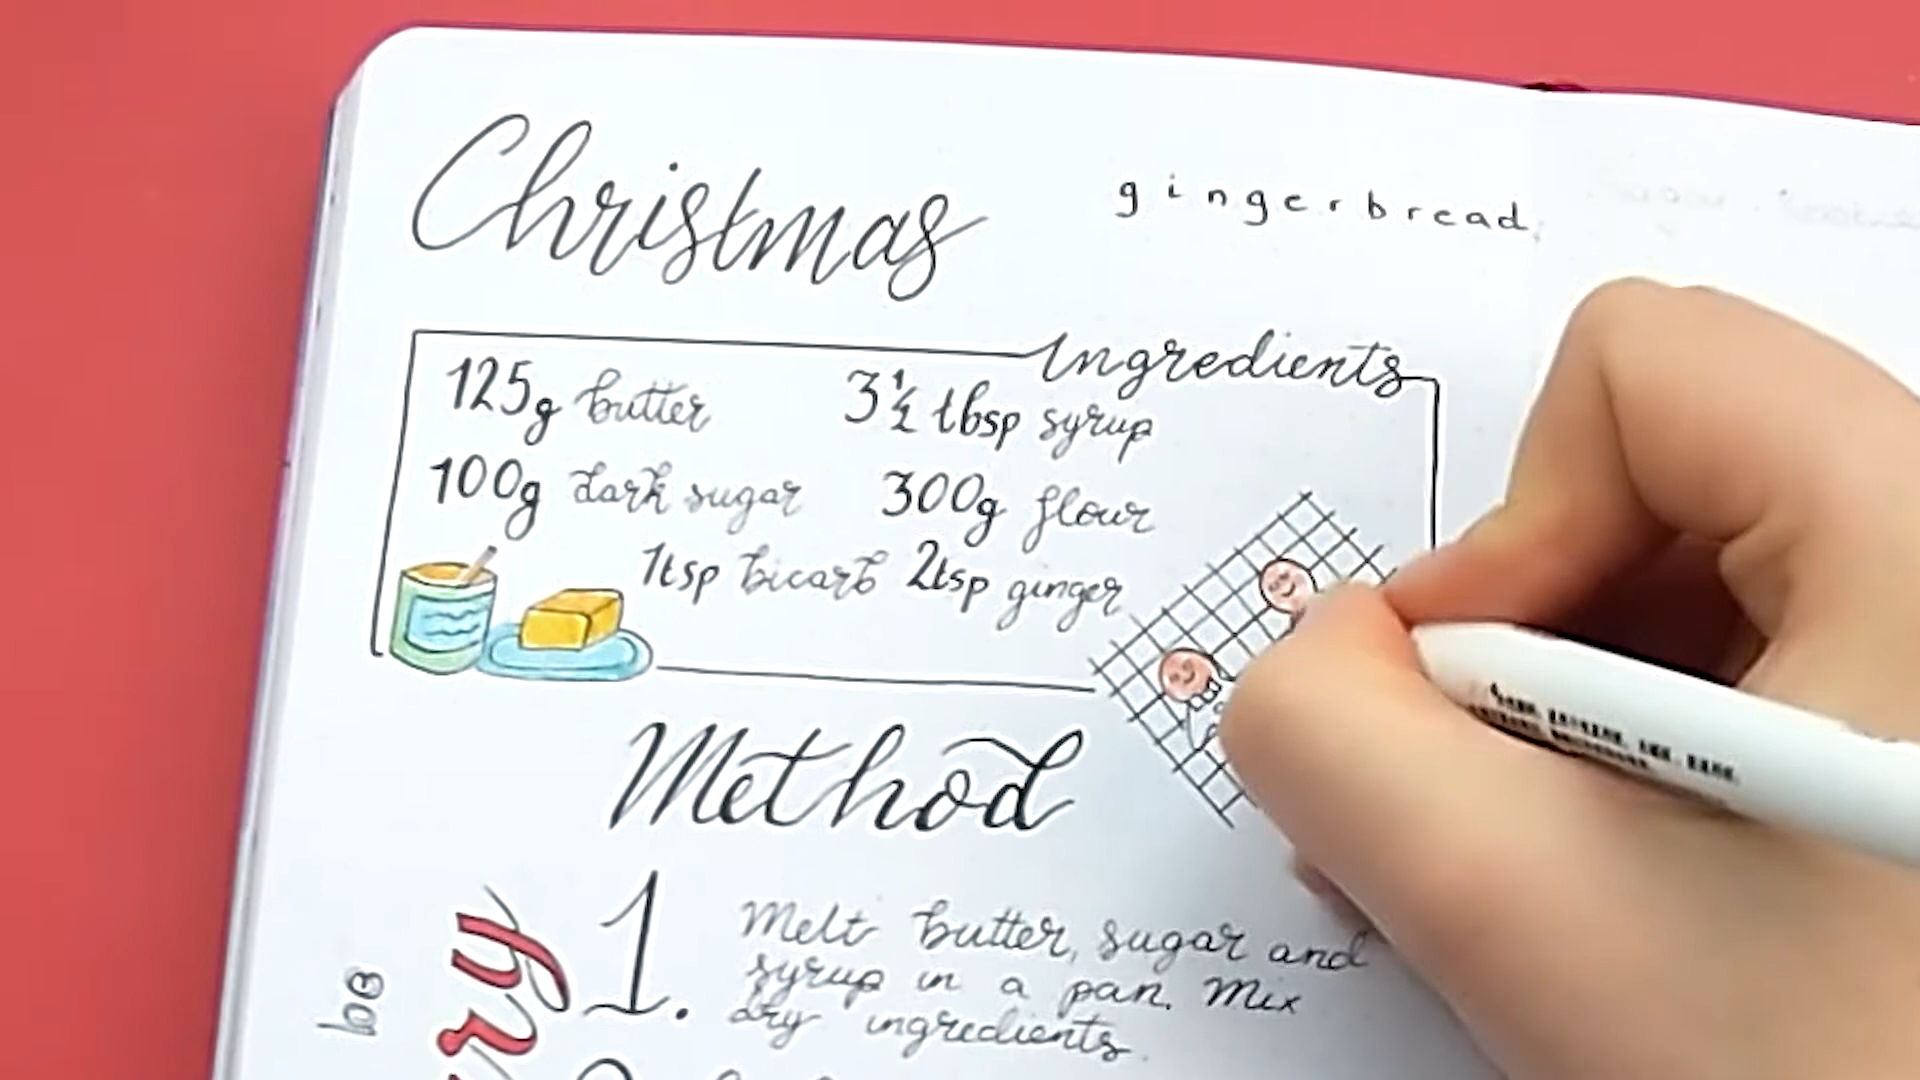 Christmas
gingerbread
Ingredients
125g butter
3½ tbsp syrup
100g dark sugar
300g flour
1tsp bicarb
2tsp ginger
Method
1.
Melt butter, sugar and
syrup in a pan. Mix
dry ingredients.
ry